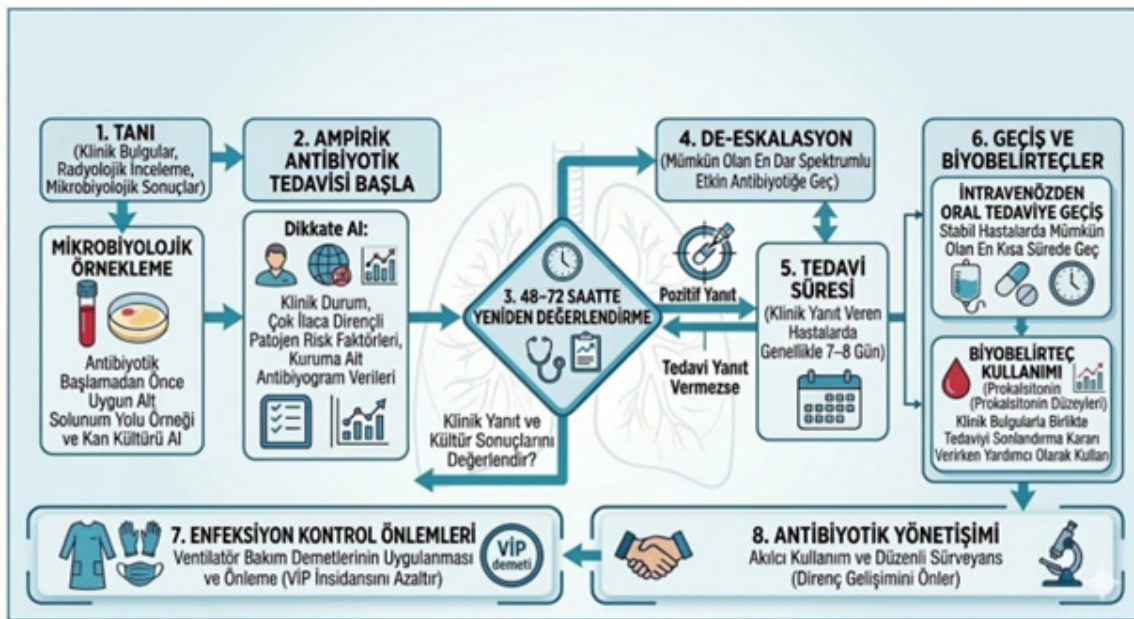 1. TANI
(Klinik Bulgular,
Radyolojik İnceleme,
Mikrobiyolojik Sonuçlar)
2. AMPİRİK
ANTİBİYOTİK
TEDAVİSİ BAŞLA
MİKROBİYOLOJİK
ÖRNEKLEME
Antibiyotik
Başlamadan Önce
Uygun Alt
Solunum Yolu Örneği
ve Kan Kültürü Al
Dikkate Al:
Klinik Durum,
Çok İlaca Dirençli
Patojen Risk Faktörleri,
Kuruma Ait
Antibiyogram Verileri
3. 48–72 SAATTE
YENİDEN DEĞERLENDİRME
Klinik Yanıt ve
Kültür Sonuçlarını
Değerlendir?
Pozitif Yanıt
Tedavi Yanıt
Vermezse
4. DE-ESKALASYON
(Mümkün Olan En Dar Spektrumlu
Etkin Antibiyotiğe Geç)
5. TEDAVİ
SÜRESİ
(Klinik Yanıt Veren
Hastalarda
Genellikle 7–8 Gün)
6. GEÇİŞ VE
BİYOBELİRTEÇLER
İNTRAVENÖZDEN
ORAL TEDAVİYE GEÇİŞ
Stabil Hastalarda Mümkün
Olan En Kısa Sürede Geç
BİYOBELİRTEÇ
KULLANIMI
(Prokalsitonin
(Prokalsitonin Düzeyleri)
Klinik Bulgularla Birlikte
Tedaviyi Sonlandırma Kararı
Verirken Yardımcı Olarak Kullan
7. ENFEKSİYON KONTROL ÖNLEMLERİ
Ventilatör Bakım Demetlerinin Uygulanması
ve Önleme (VİP İnsidansını Azaltır)
VİP
demeti
8. ANTİBİYOTİK YÖNETİŞİMİ
Akılcı Kullanım ve Düzenli Sürveyans
(Direnç Gelişimini Önler)